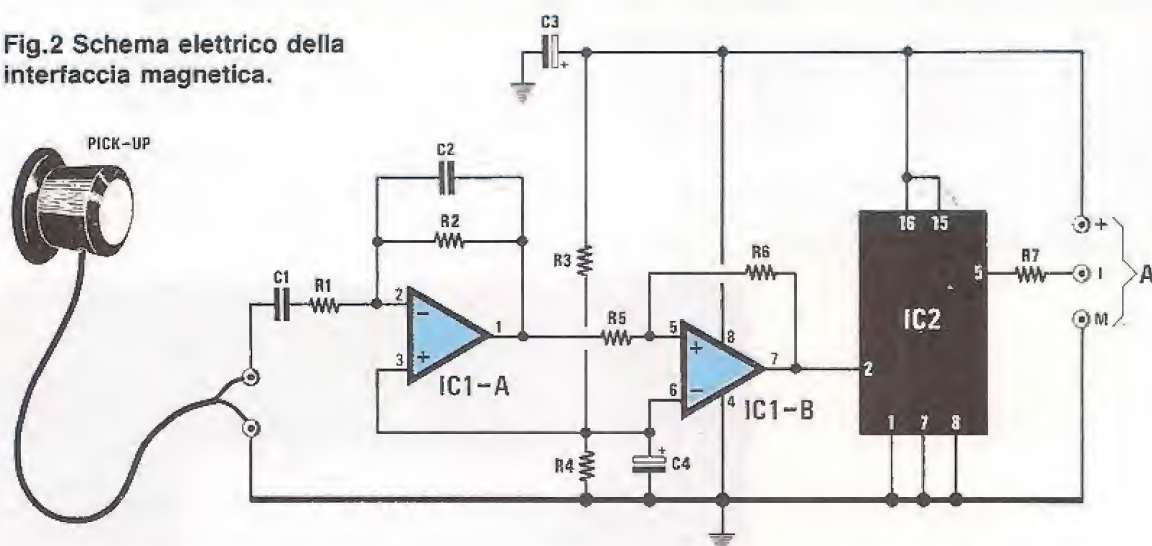 Fig.2 Schema elettrico della
interfaccia magnetica.
PICK-UP
C3
+
C2
R2
C1
R1
R3
2
-
3
+
1
IC1-A
R4
C4
+
R5
R6
5
+
6
-
8
4
7
IC1-B
16 15
2
IC2
5
1 7 8
R7
+
I
M
A